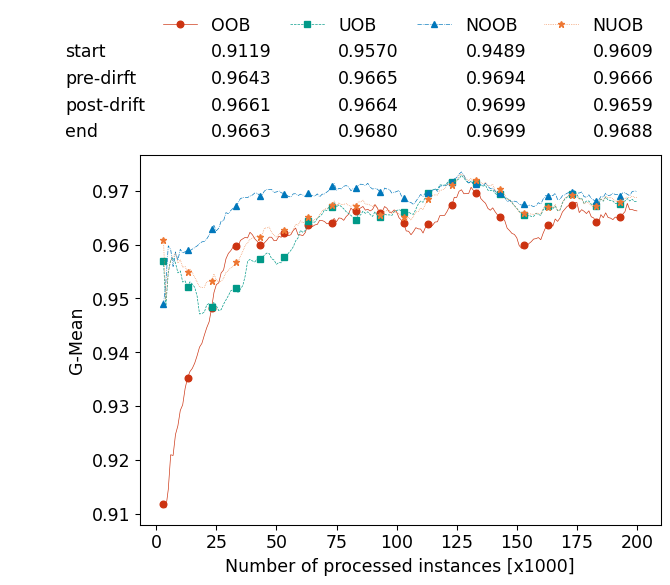 OOB UOB NOOB NUOB
start 0.9119 0.9570 0.9489 0.9609
pre-dirft 0.9643 0.9665 0.9694 0.9666
post-drift 0.9661 0.9664 0.9699 0.9659
end 0.9663 0.9680 0.9699 0.9688
0.97
0.96
0.95
0.94
0.93
0.92
0.91
G-Mean
0 25 50 75 100 125 150 175 200
Number of processed instances [x1000]